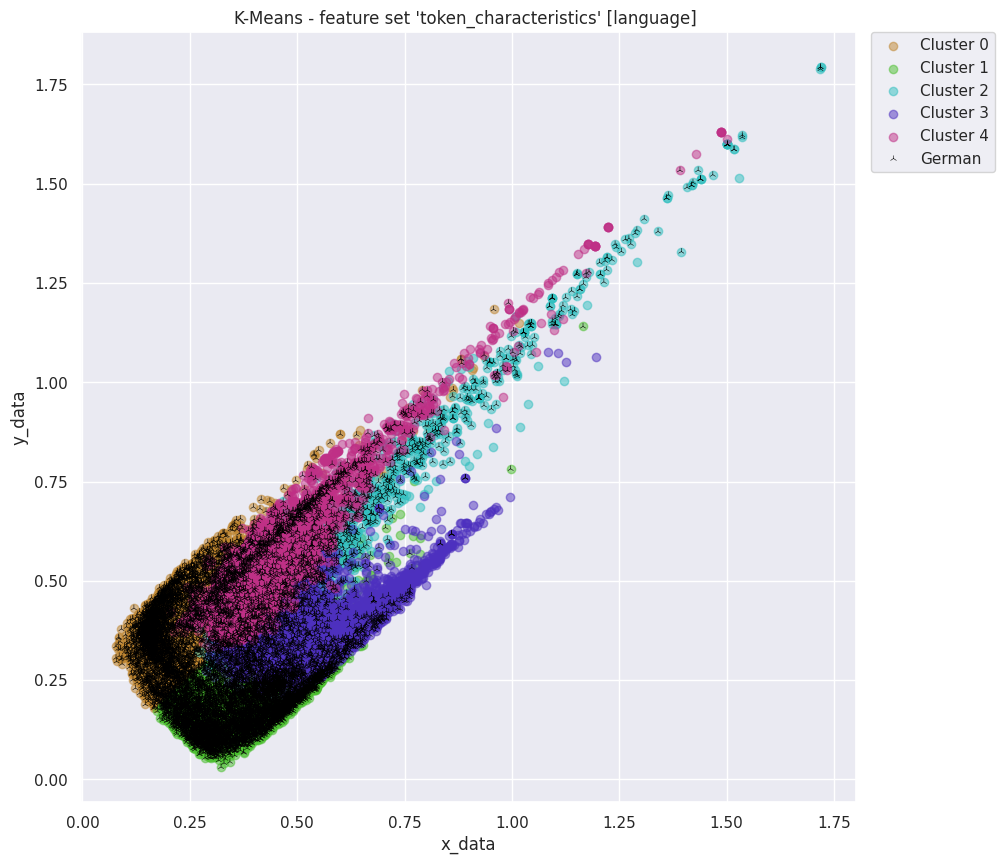 K-Means - feature set 'token_characteristics' [language]
Cluster 0
Cluster 1
Cluster 2
Cluster 3
Cluster 4
German
y_data
1.75
1.50
1.25
1.00
0.75
0.50
0.25
0.00
0.00 0.25 0.50 0.75 1.00 1.25 1.50 1.75
x_data